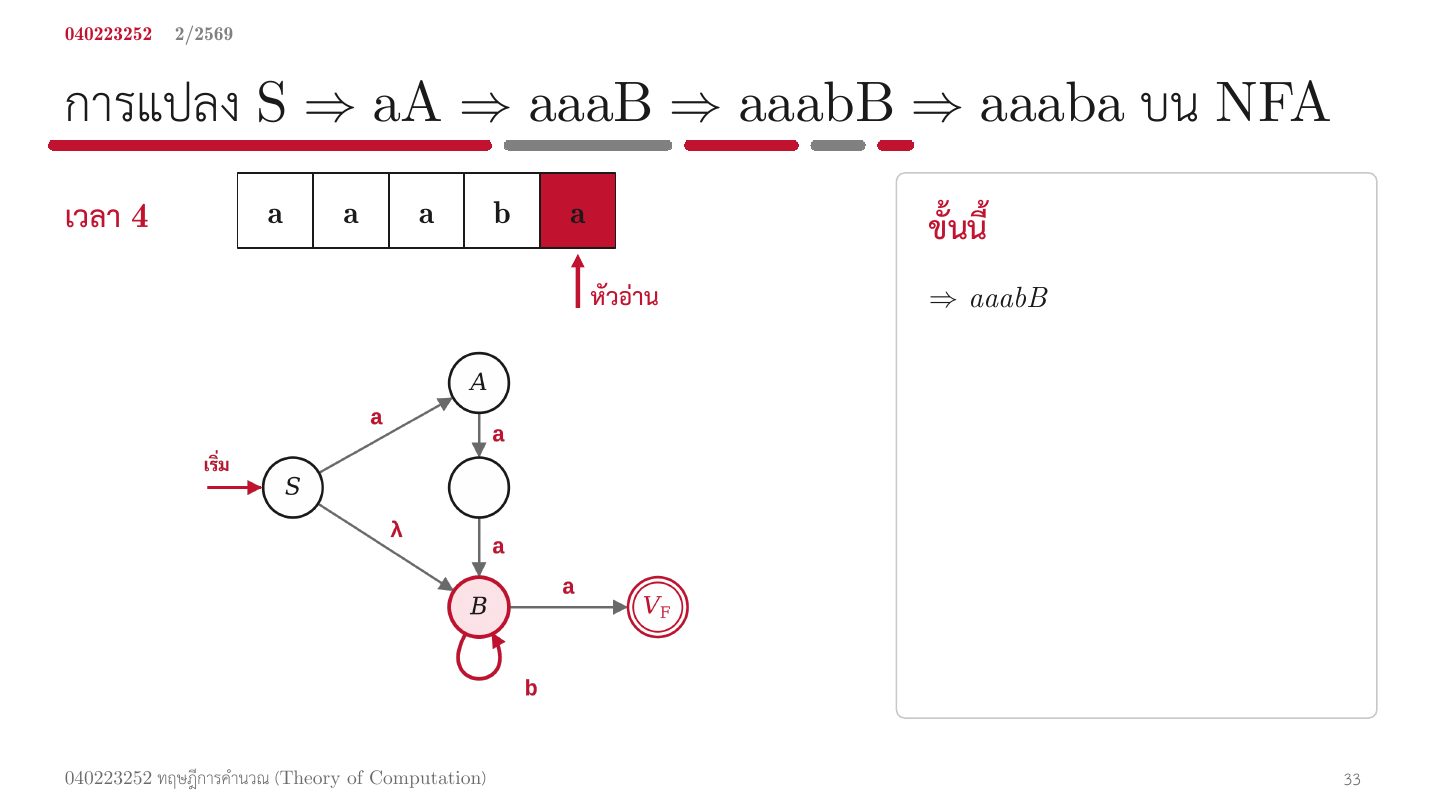 040223252 2/2569
การแปลง S ⇒ aA ⇒ aaaB ⇒ aaabB ⇒ aaaba บน NFA
เวลา 4
a a a b a
หัวอ่าน
ขั้นนี้
⇒ aaabB
A
a
a
เริ่ม
S
λ
a
B
a
V_F
b
040223252 ทฤษฎีการคำนวณ (Theory of Computation)
33